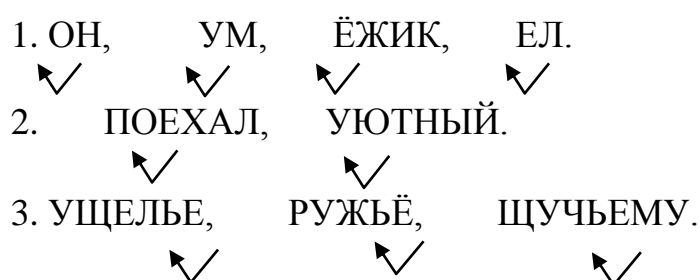 1. ОН, УМ, ЁЖИК, ЕЛ.
2. ПОЕХАЛ, УЮТНЫЙ.
3. УЩЕЛЬЕ, РУЖЬЁ, ЩУЧЬЕМУ.